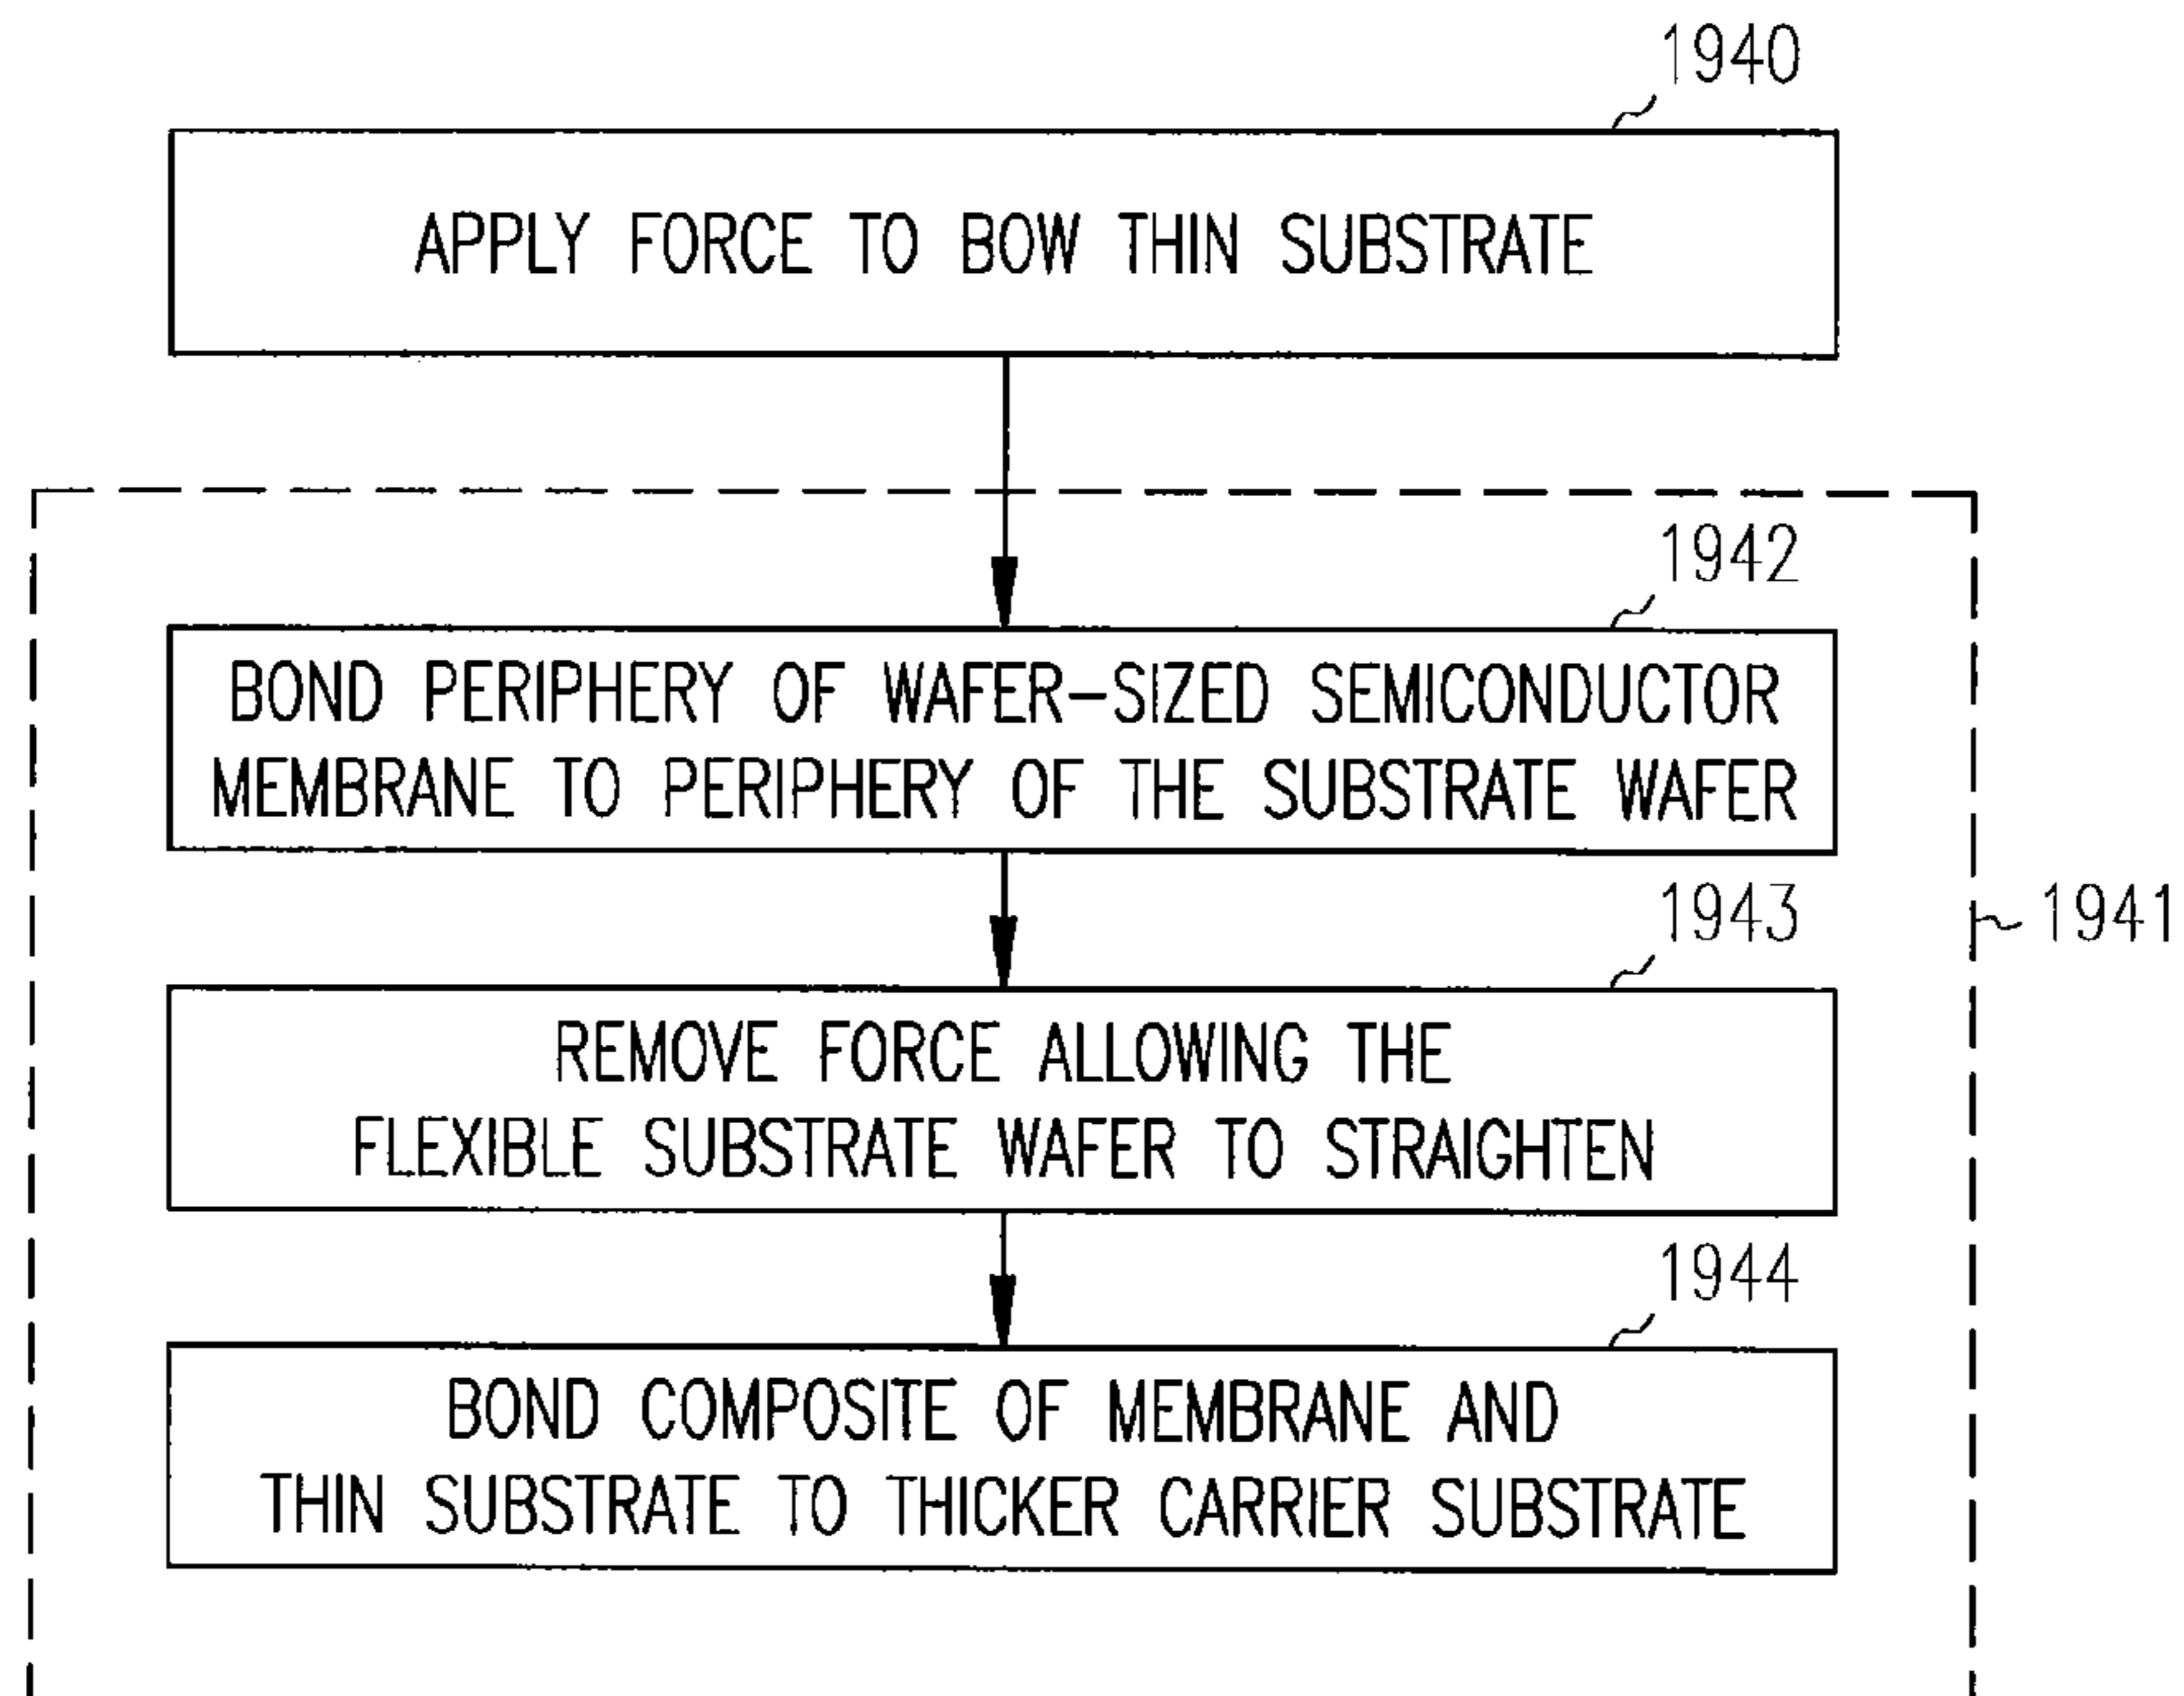 1940
APPLY FORCE TO BOW THIN SUBSTRATE
1942
BOND PERIPHERY OF WAFER-SIZED SEMICONDUCTOR
MEMBRANE TO PERIPHERY OF THE SUBSTRATE WAFER
1941
1943
REMOVE FORCE ALLOWING THE
FLEXIBLE SUBSTRATE WAFER TO STRAIGHTEN
1944
BOND COMPOSITE OF MEMBRANE AND
THIN SUBSTRATE TO THICKER CARRIER SUBSTRATE